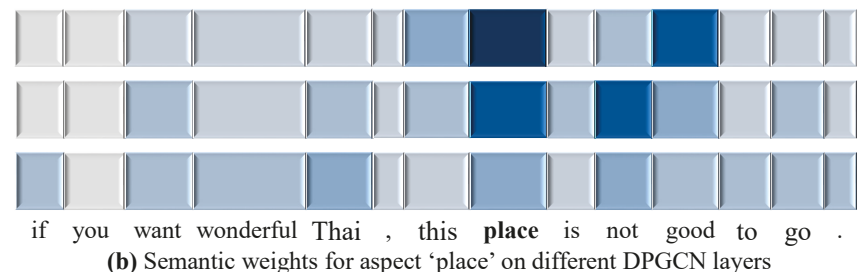 if you want wonderful Thai , this place is not good to go .
(b) Semantic weights for aspect ‘place’ on different DPGCN layers